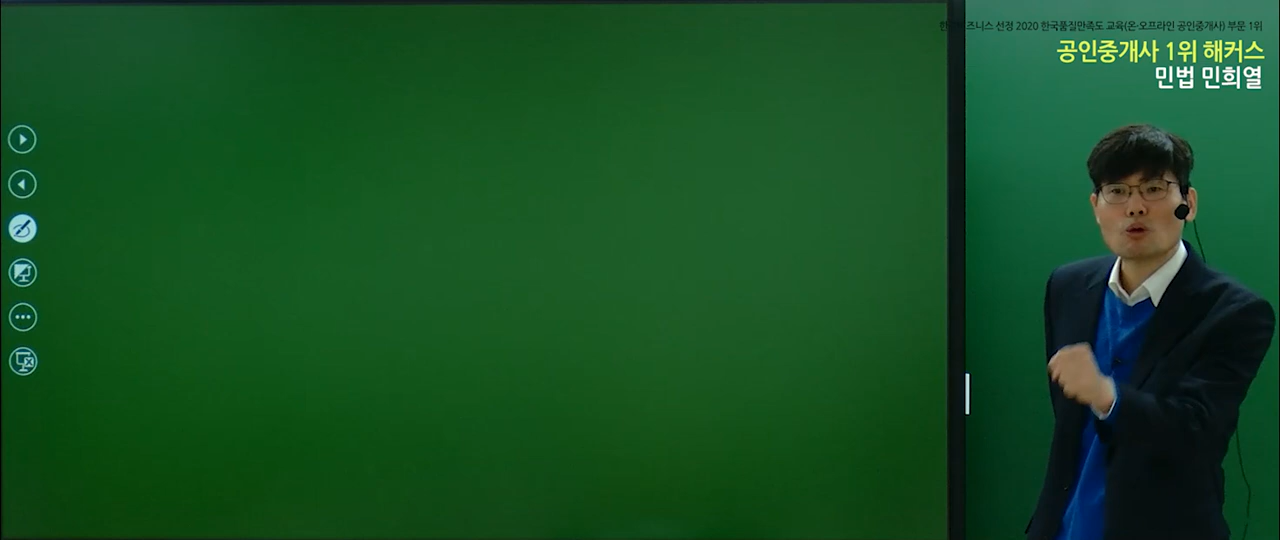 선정 2020 한국품질만족도 교육(온·오프라인 공인중개사) 부문 1위
공인중개사 1위 해커스
민법 민희열